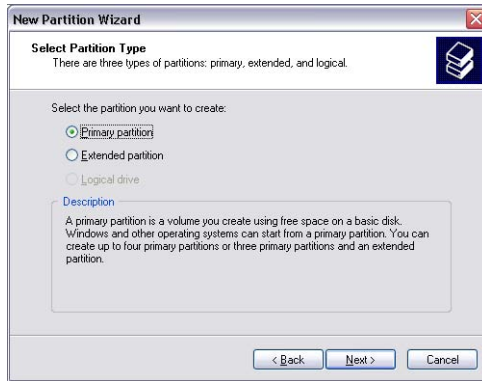 New Partition Wizard
Select Partition Type
There are three types of partitions: primary, extended, and logical.
Select the partition you want to create:
Primary partition
Extended partition
Logical drive
Description
A primary partition is a volume you create using free space on a basic disk.
Windows and other operating systems can start from a primary partition. You can
create up to four primary partitions or three primary partitions and an extended
partition.
< Back Next > Cancel